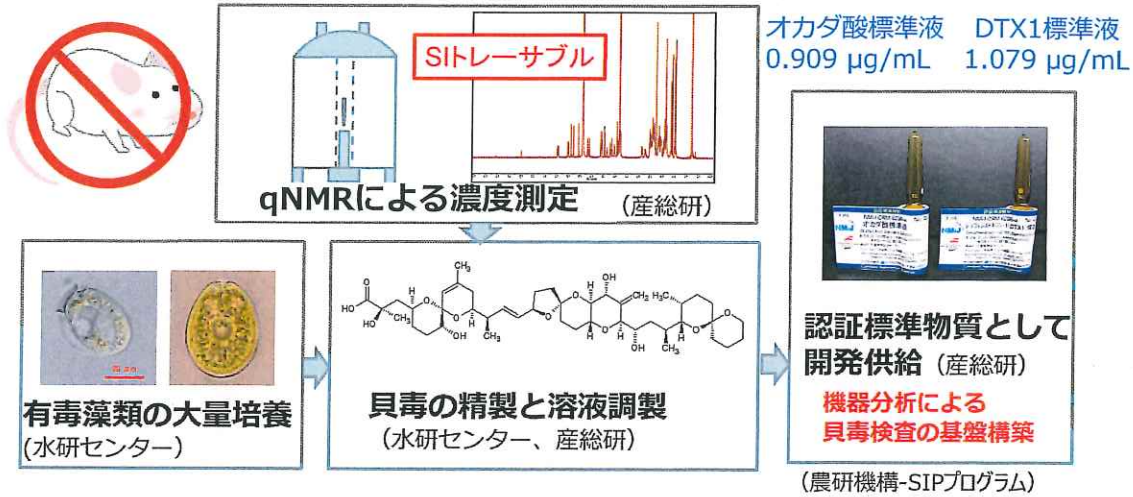 SIトレーサブル
qNMRによる濃度測定 (産総研)
オカダ酸標準液 DTX1標準液
0.909 µg/mL 1.079 µg/mL
有毒藻類の大量培養
(水研センター)
CH₃
CH₃
HO
O
OH
O
O
H
H
OH
CH₃
O
H
OH
CH₂
O
O
H
H
O
OH
CH₃
CH₃
H
O
O
貝毒の精製と溶液調製
(水研センター、産総研)
オカダ酸標準液
認証標準物質として
開発供給 (産総研)
機器分析による
貝毒検査の基盤構築
(農研機構-SIPプログラム)